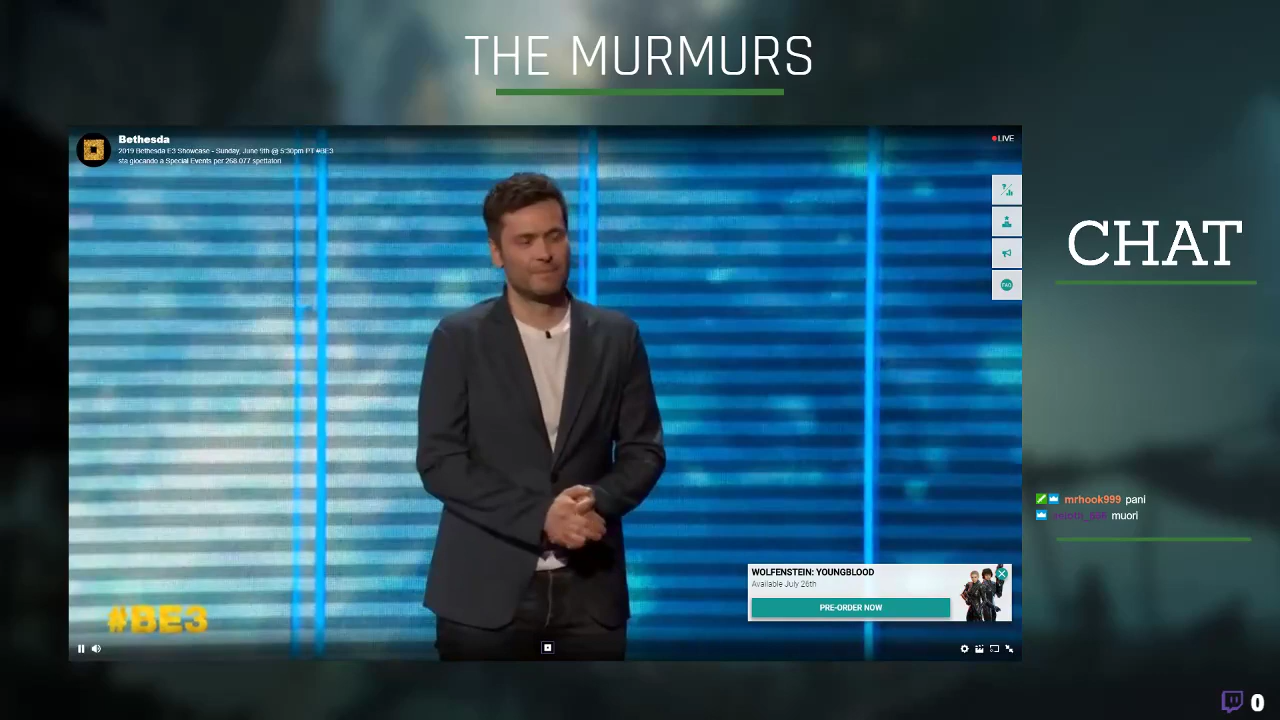 THE MURMURS
Bethesda
2019 Bethesda E3 Showcase - Sunday, June 9th @ 5:30pm PT #BE3
sta giocando a Special Events per 268.077 spettatori
LIVE
FAQ
CHAT
mrhook999 pani
muori
WOLFENSTEIN: YOUNGBLOOD
Available July 26th
PRE-ORDER NOW
#BE3
0